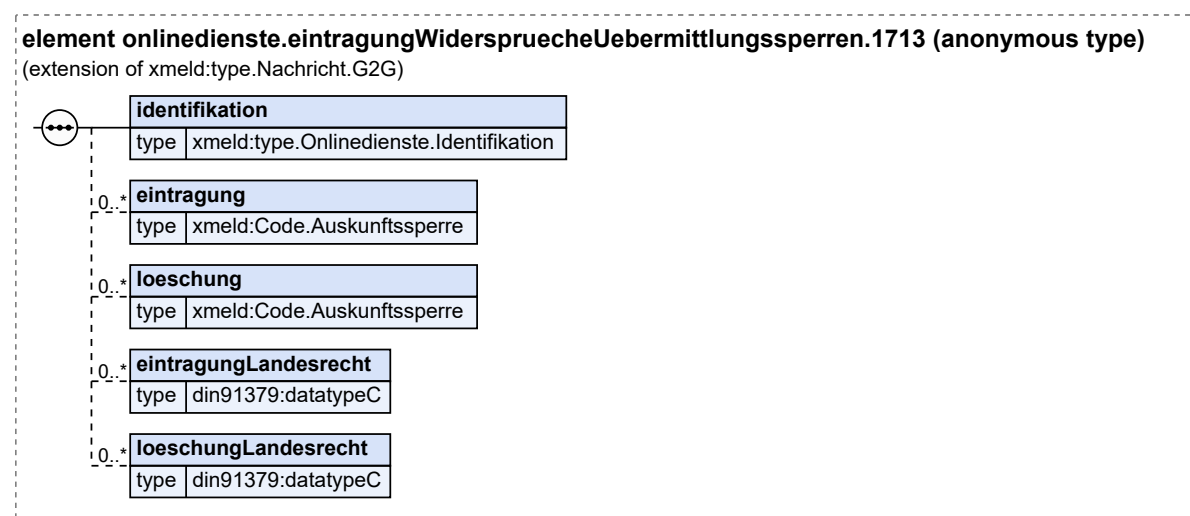 element onlinedienste.eintragungWiderspruecheUebermittlungssperren.1713 (anonymous type)
(extension of xmeld:type.Nachricht.G2G)
identifikation
type xmeld:type.Onlinedienste.Identifikation
0..* eintragung
type xmeld:Code.Auskunftssperre
0..* loeschung
type xmeld:Code.Auskunftssperre
0..* eintragungLandesrecht
type din91379:datatypeC
0..* loeschungLandesrecht
type din91379:datatypeC